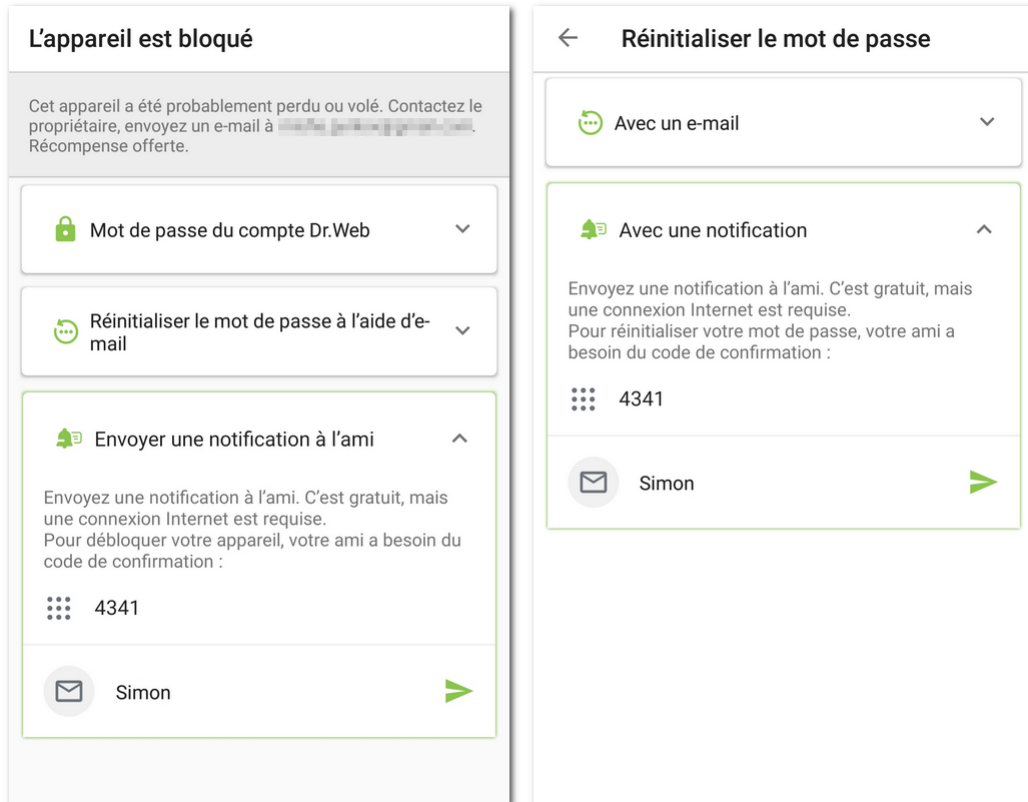 L'appareil est bloqué
Cet appareil a été probablement perdu ou volé. Contactez le
propriétaire, envoyez un e-mail à
Récompense offerte.
Mot de passe du compte Dr.Web
Réinitialiser le mot de passe à l'aide d'e-
mail
Envoyer une notification à l'ami
Envoyez une notification à l'ami. C'est gratuit, mais
une connexion Internet est requise.
Pour débloquer votre appareil, votre ami a besoin du
code de confirmation :
4341
Simon
Réinitialiser le mot de passe
Avec un e-mail
Avec une notification
Envoyez une notification à l'ami. C'est gratuit, mais
une connexion Internet est requise.
Pour réinitialiser votre mot de passe, votre ami a
besoin du code de confirmation :
4341
Simon